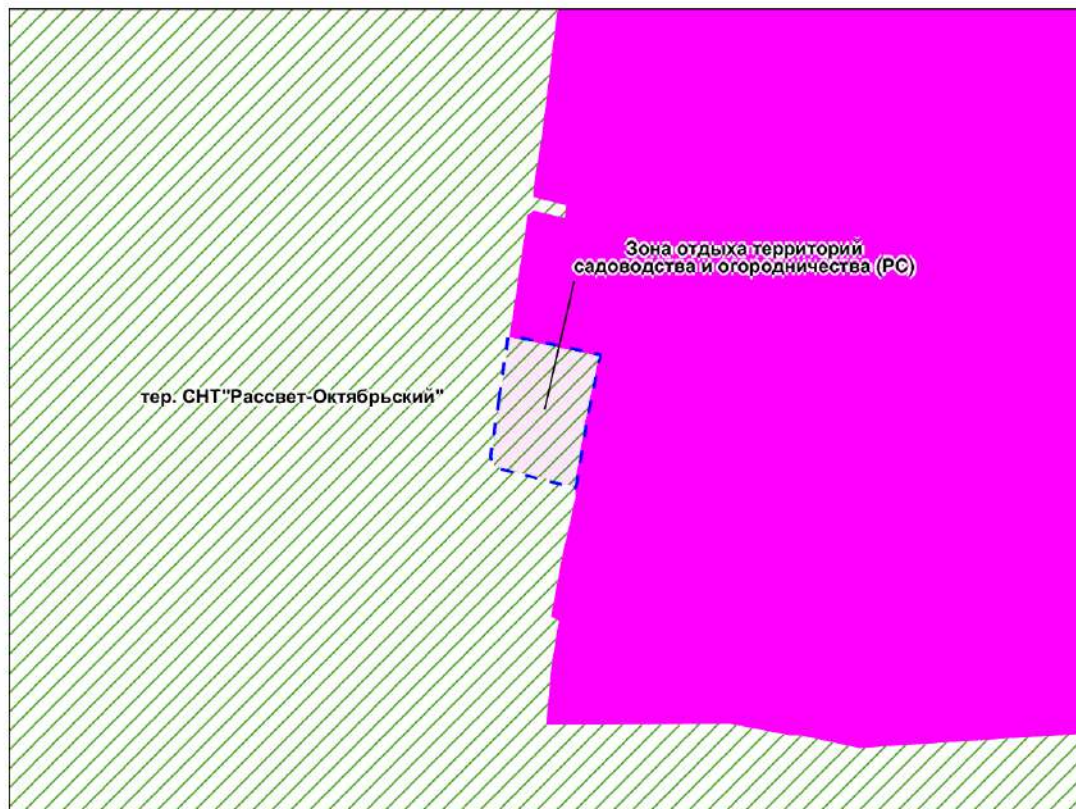 Зона отдыха территорий
садоводства и огородничества (РС)
тер. СНТ"Рассвет-Октябрьский"